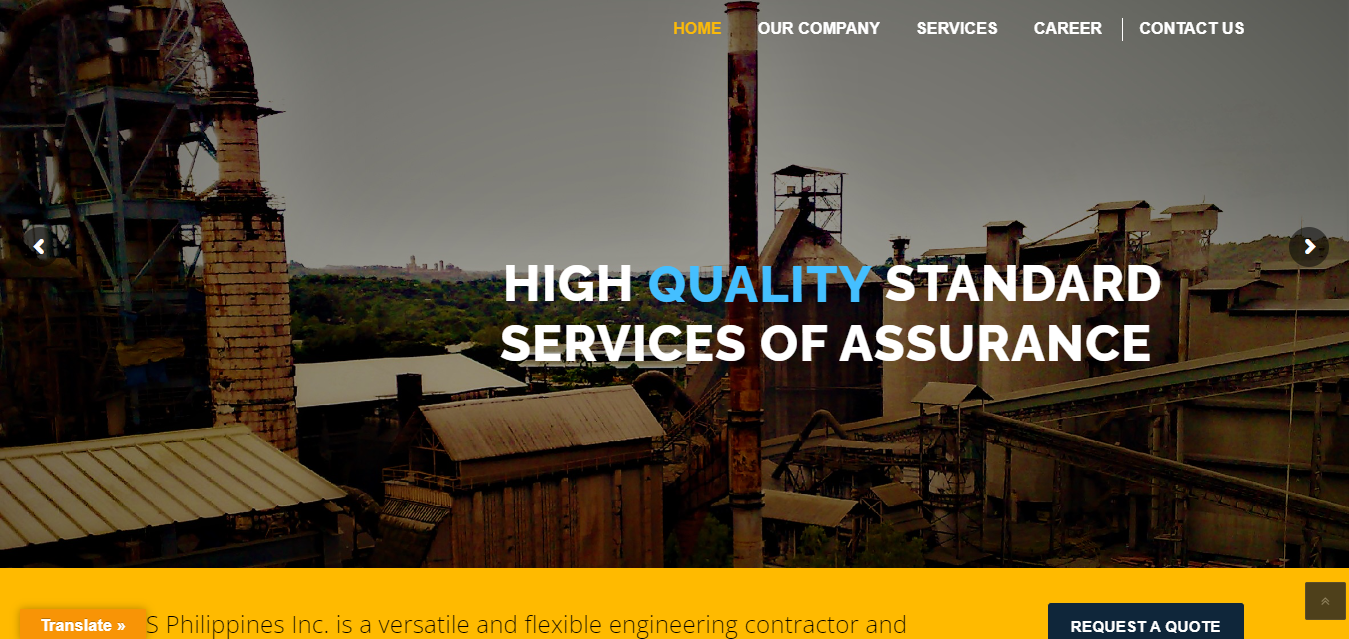 HOME OUR COMPANY SERVICES CAREER CONTACT US
HIGH QUALITY STANDARD
SERVICES OF ASSURANCE
Philippines Inc. is a versatile and flexible engineering contractor and
Translate »
REQUEST A QUOTE